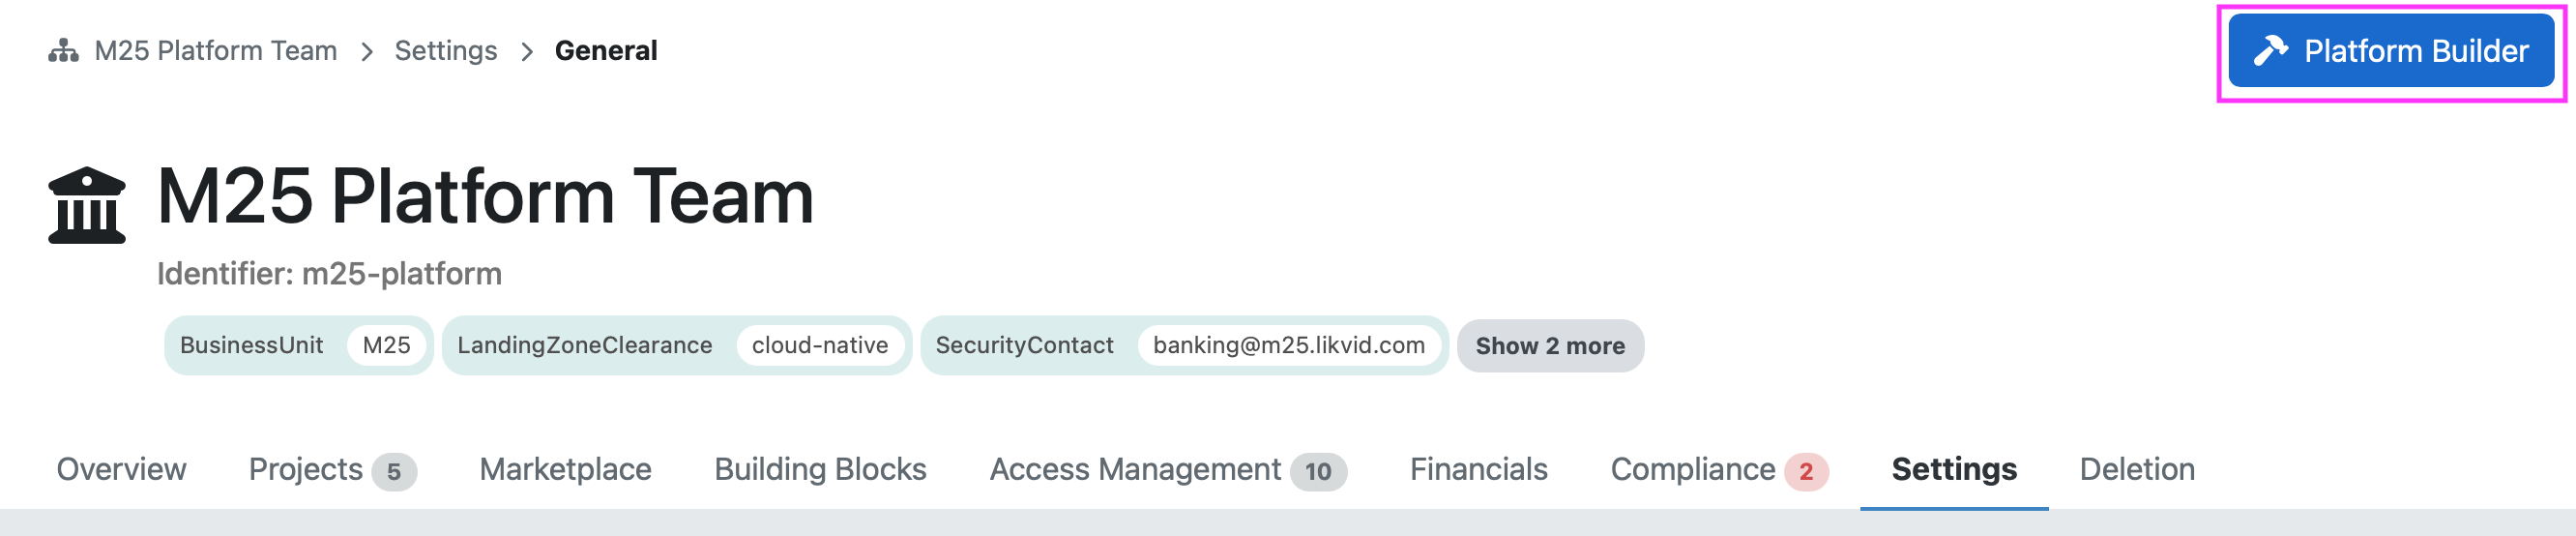 M25 Platform Team > Settings > General
Platform Builder
M25 Platform Team
Identifier: m25-platform
BusinessUnit M25 LandingZoneClearance cloud-native SecurityContact banking@m25.likvid.com Show 2 more
Overview Projects 5 Marketplace Building Blocks Access Management 10 Financials Compliance 2 Settings Deletion